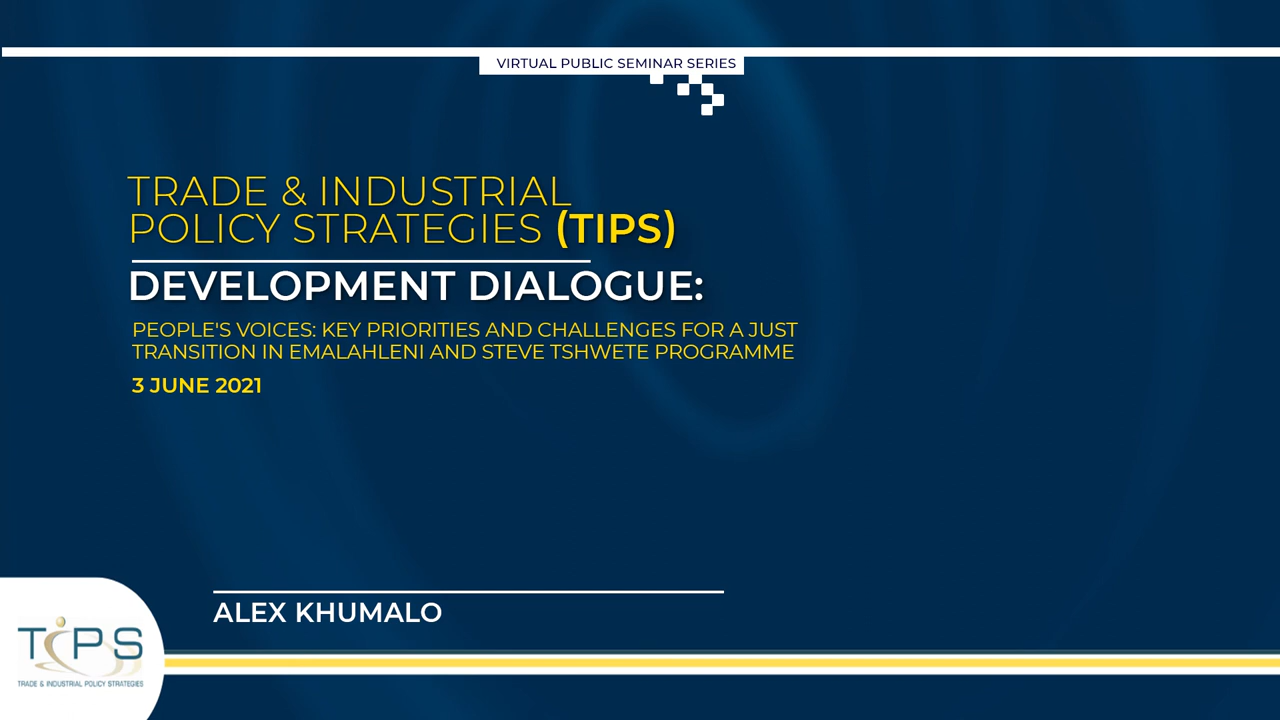 VIRTUAL PUBLIC SEMINAR SERIES
TRADE & INDUSTRIAL
POLICY STRATEGIES (TIPS)
DEVELOPMENT DIALOGUE:
PEOPLE'S VOICES: KEY PRIORITIES AND CHALLENGES FOR A JUST
TRANSITION IN EMALAHLENI AND STEVE TSHWETE PROGRAMME
3 JUNE 2021
ALEX KHUMALO
TIPS
TRADE & INDUSTRIAL POLICY STRATEGIES